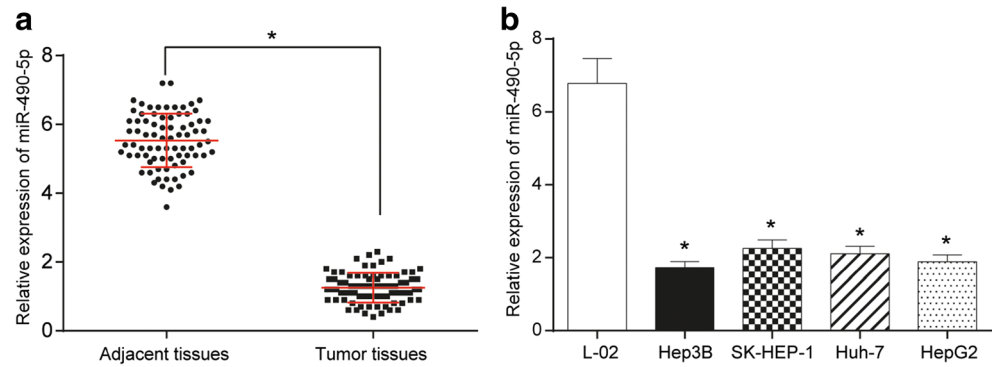 a
Relative expression of miR-490-5p
8
6
4
2
0
*
Adjacent tissues
Tumor tissues
b
Relative expression of miR-490-5p
8
6
4
2
0
* * * *
L-02 Hep3B SK-HEP-1 Huh-7 HepG2